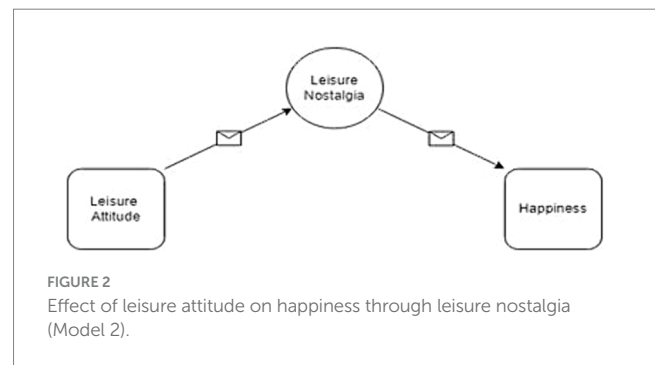 Leisure
Nostalgia
Leisure
Attitude
Happiness
FIGURE 2
Effect of leisure attitude on happiness through leisure nostalgia
(Model 2).